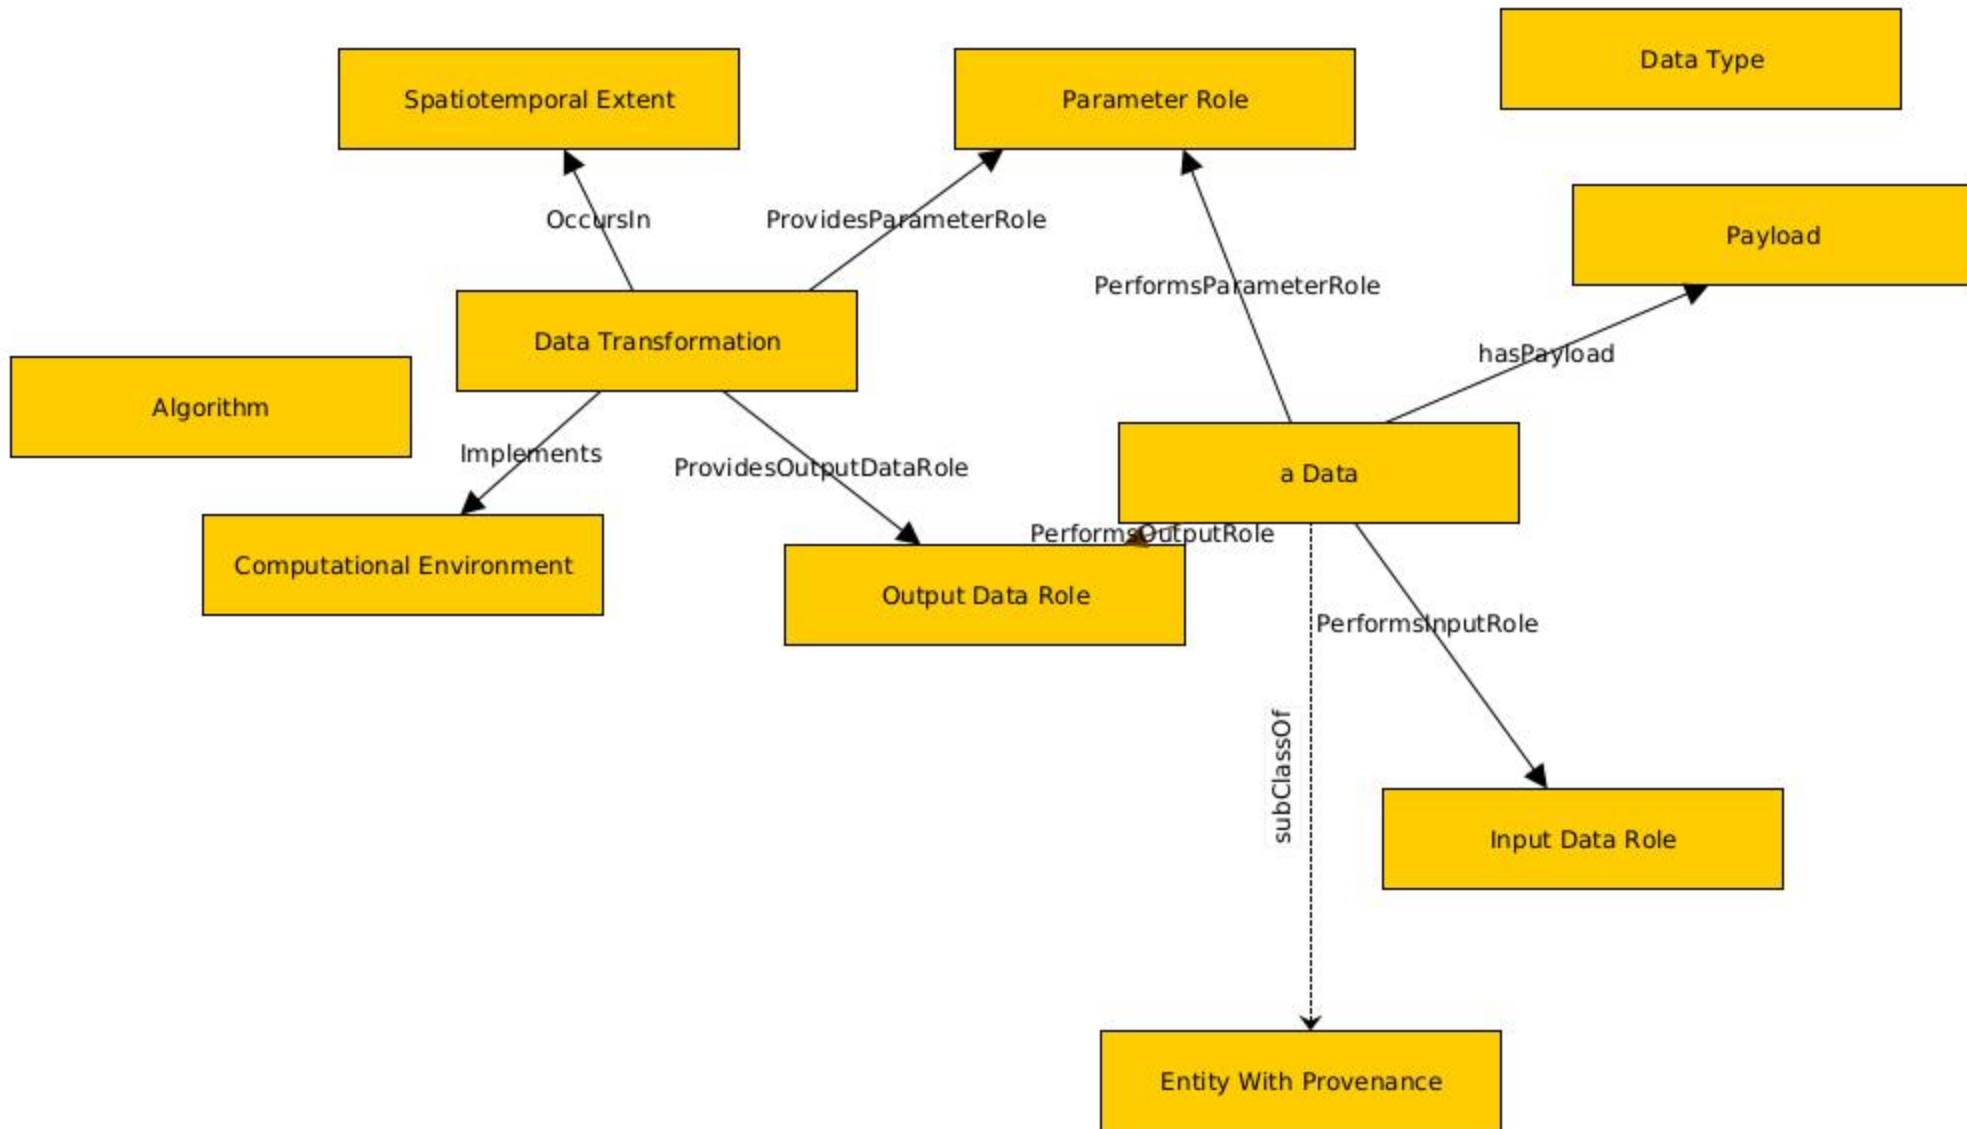 Data Type
Spatiotemporal Extent
Parameter Role
OccursIn
ProvidesParameterRole
Payload
PerformsParameterRole
Data Transformation
hasPayload
Algorithm
Implements
ProvidesOutputDataRole
a Data
PerformsOutputRole
Computational Environment
Output Data Role
PerformsInputRole
subClassOf
Input Data Role
Entity With Provenance